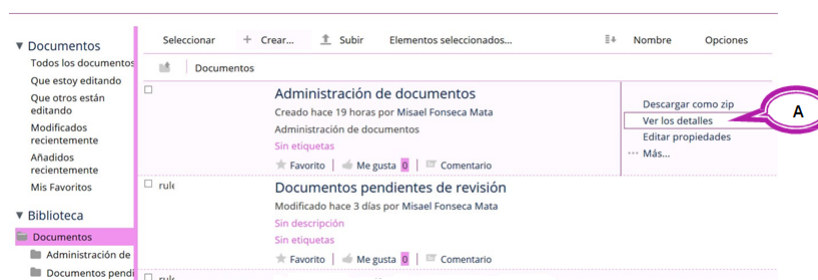 Seleccionar + Crear... Subir Elementos seleccionados... Nombre Opciones
Documentos
Todos los documentos
Que estoy editando
Que otros están
editando
Modificados
recientemente
Añadidos
recientemente
Mis Favoritos
Biblioteca
Documentos
Administración de
Documentos pendi
Documentos
Administración de documentos
Creado hace 19 horas por Misael Fonseca Mata
Administración de documentos
Sin etiquetas
Favorito | Me gusta 0 | Comentario
Descargar como zip
Ver los detalles
Editar propiedades
... Más...
A
rule
Documentos pendientes de revisión
Modificado hace 3 días por Misael Fonseca Mata
Sin descripción
Sin etiquetas
Favorito | Me gusta 0 | Comentario